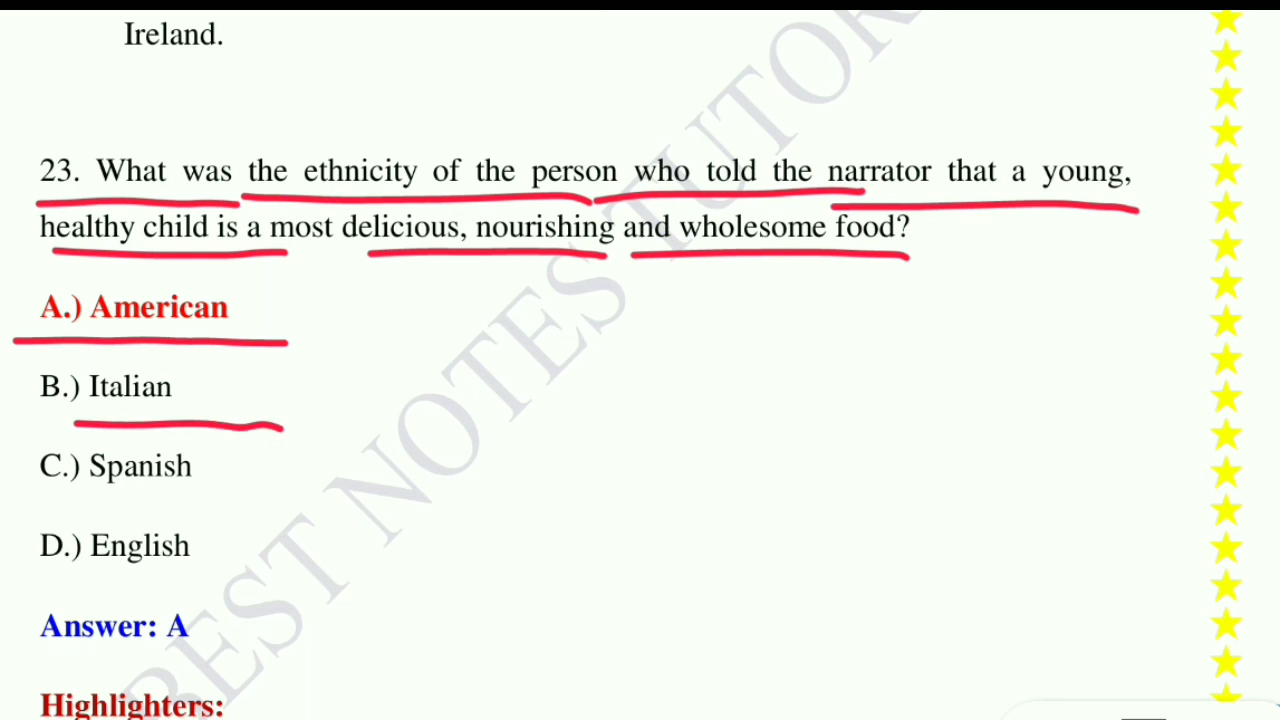 Ireland.
23. What was the ethnicity of the person who told the narrator that a young,
healthy child is a most delicious, nourishing and wholesome food?
A.) American
B.) Italian
C.) Spanish
D.) English
Answer: A
Highlighters:
BEST NOTES TUTOR